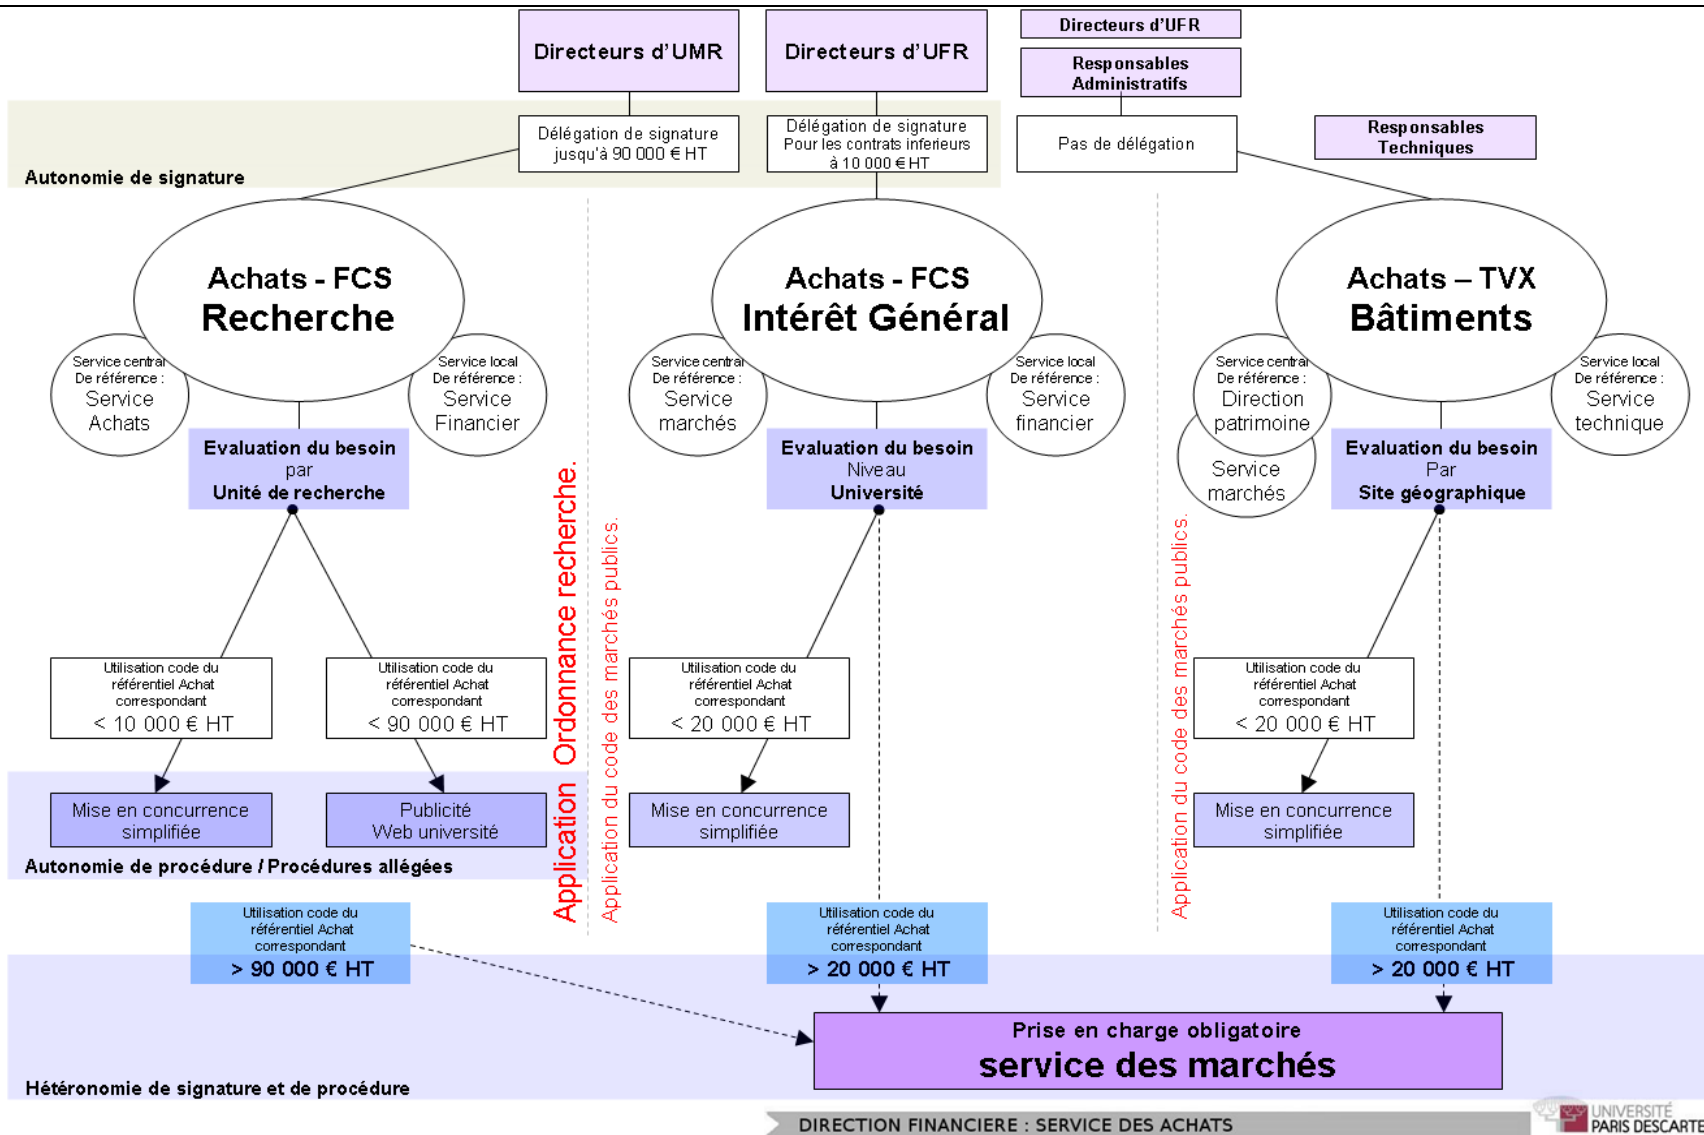 Directeurs d'UMR
Directeurs d'UFR
Directeurs d'UFR
Responsables
Administratifs
Délégation de signature
jusqu'à 90 000 € HT
Délégation de signature
Pour les contrats inferieurs
à 10 000 € HT
Pas de délégation
Responsables
Techniques
Autonomie de signature
Achats - FCS
Recherche
Achats - FCS
Intérêt Général
Achats – TVX
Bâtiments
Service central
De référence :
Service
Achats
Service local
De référence :
Service
Financier
Service central
De référence :
Service
marchés
Service local
De référence :
Service
financier
Service central
De référence :
Direction
patrimoine
Service
marchés
Service local
De référence :
Service
technique
Evaluation du besoin
par
Unité de recherche
Evaluation du besoin
Niveau
Université
Evaluation du besoin
Par
Site géographique
Application Ordonnance recherche.
Application du code des marchés publics.
Application du code des marchés publics.
Utilisation code du
référentiel Achat
correspondant
< 10 000 € HT
Utilisation code du
référentiel Achat
correspondant
< 90 000 € HT
Utilisation code du
référentiel Achat
correspondant
< 20 000 € HT
Utilisation code du
référentiel Achat
correspondant
< 20 000 € HT
Mise en concurrence
simplifiée
Publicité
Web université
Mise en concurrence
simplifiée
Mise en concurrence
simplifiée
Autonomie de procédure / Procédures allégées
Utilisation code du
référentiel Achat
correspondant
> 90 000 € HT
Utilisation code du
référentiel Achat
correspondant
> 20 000 € HT
Utilisation code du
référentiel Achat
correspondant
> 20 000 € HT
Prise en charge obligatoire
service des marchés
Hétéronomie de signature et de procédure
DIRECTION FINANCIERE : SERVICE DES ACHATS
UNIVERSITÉ
PARIS DESCARTE